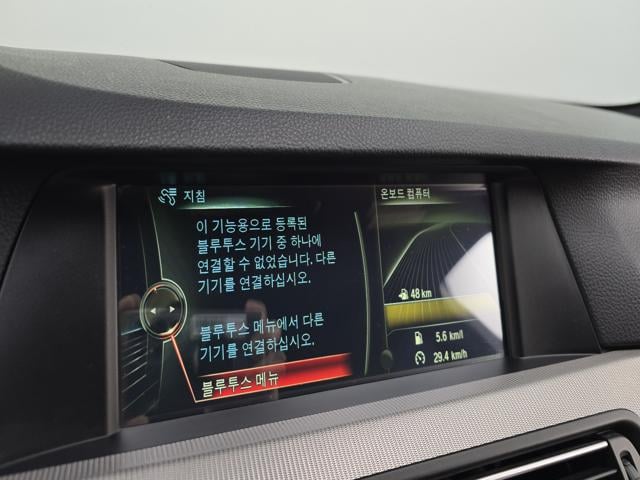 지침
이 기능용으로 등록된
블루투스 기기 중 하나에
연결할 수 없었습니다. 다른
기기를 연결하십시오.
블루투스 메뉴에서 다른
기기를 연결하십시오.
블루투스 메뉴
온보드 컴퓨터
48 km
5.6 km/l
29.4 km/h